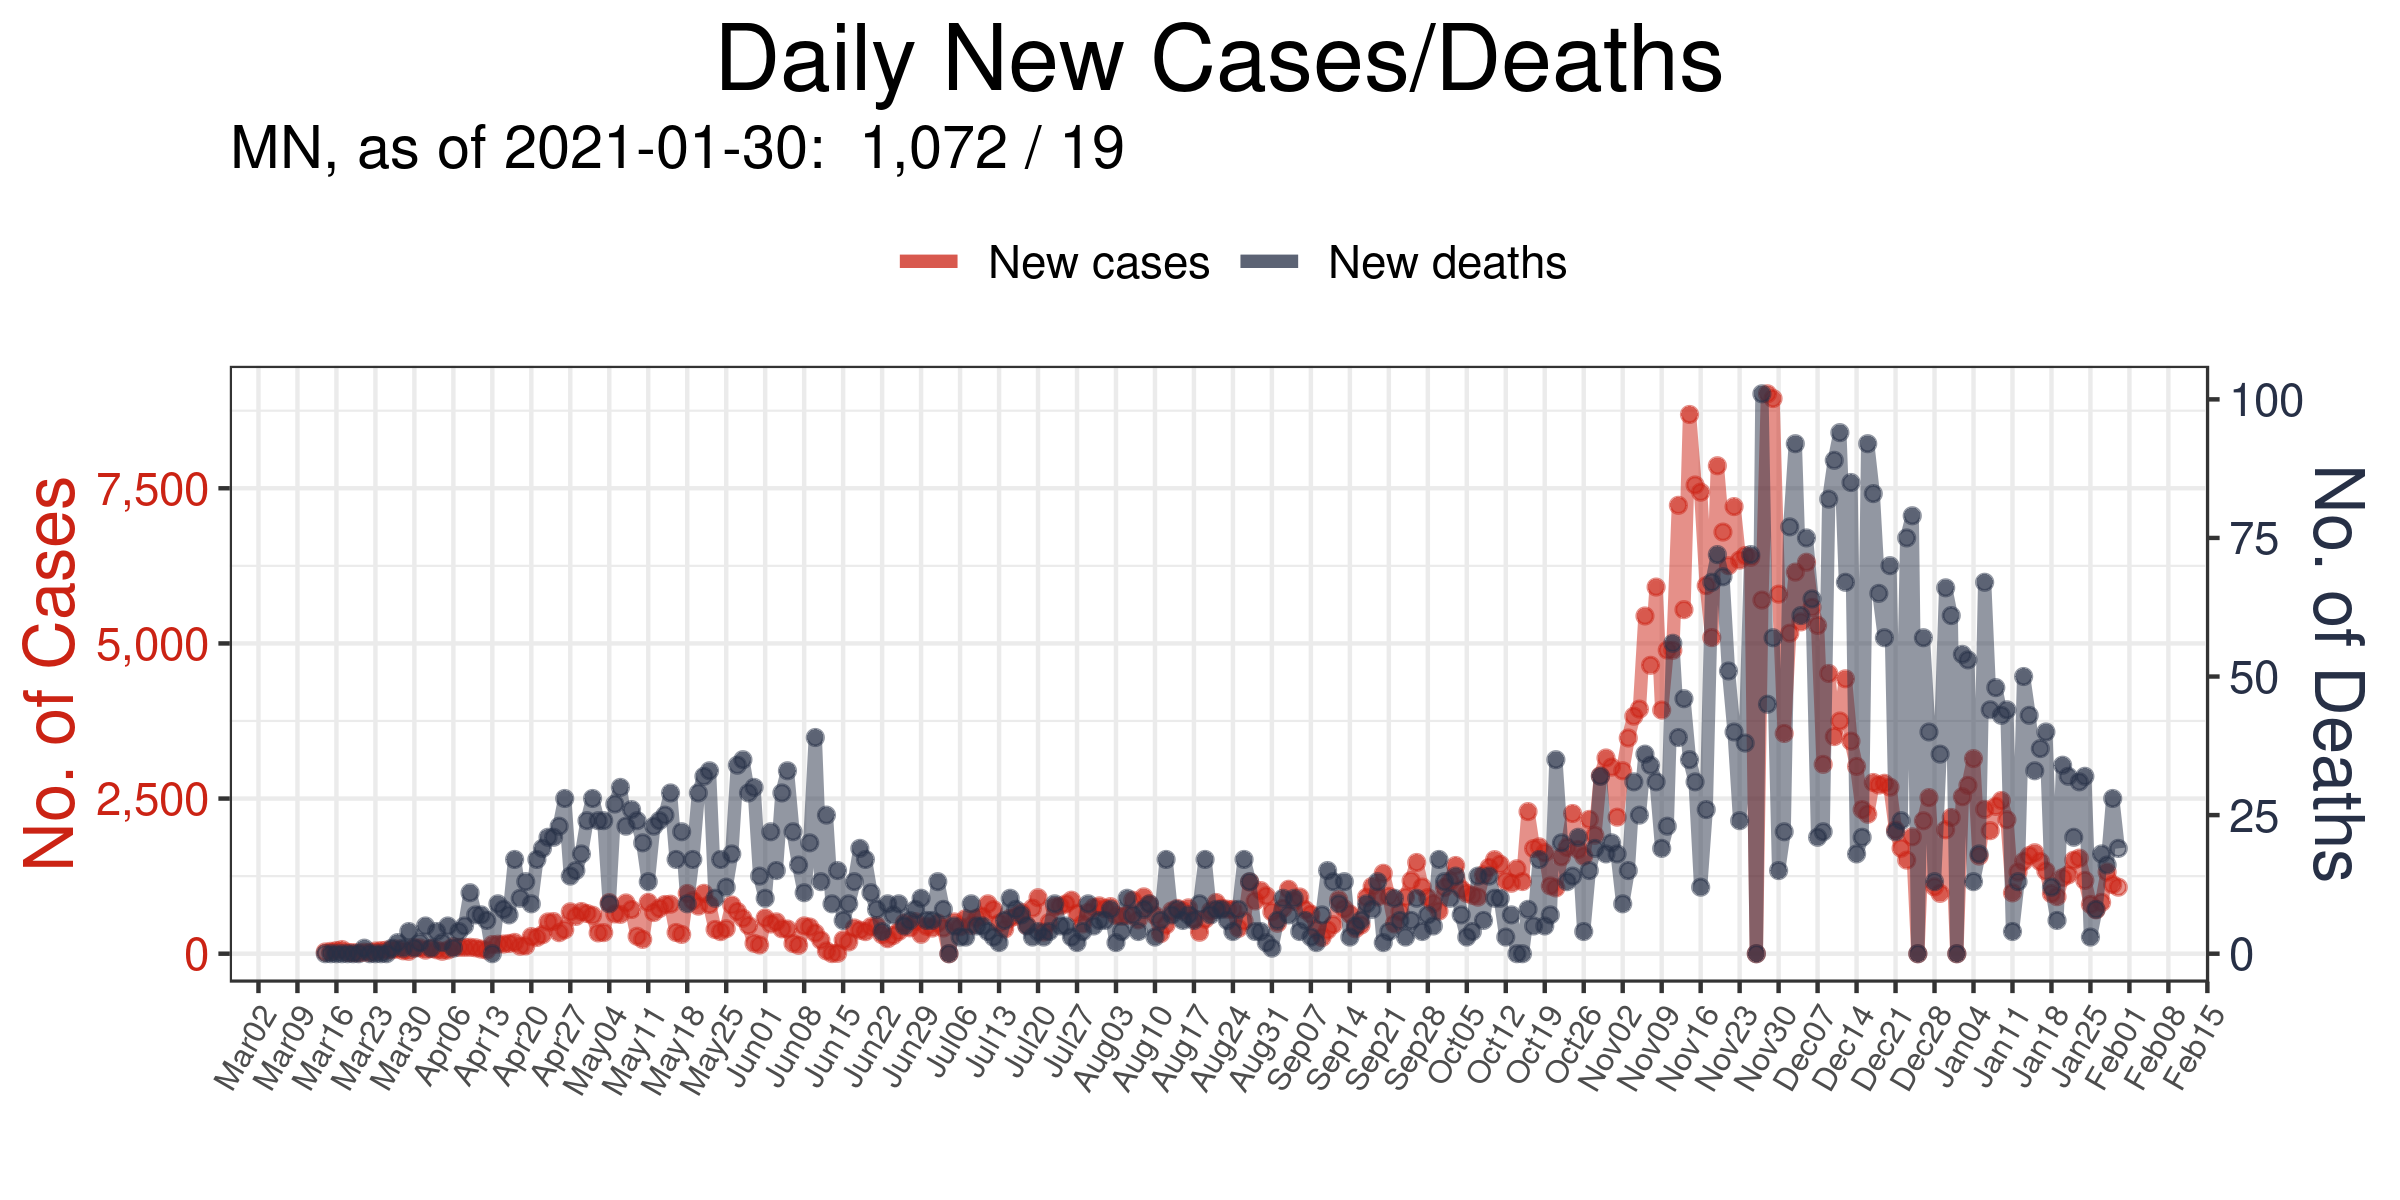 Daily New Cases/Deaths
MN, as of 2021-01-30:  1,072 / 19
New cases
New deaths
No. of Cases
7,500
5,000
2,500
0
100
75
50
25
0
No. of Deaths
Mar02
Mar09
Mar16
Mar23
Mar30
Apr06
Apr13
Apr20
Apr27
May04
May11
May18
May25
Jun01
Jun08
Jun15
Jun22
Jun29
Jul06
Jul13
Jul20
Jul27
Aug03
Aug10
Aug17
Aug24
Aug31
Sep07
Sep14
Sep21
Sep28
Oct05
Oct12
Oct19
Oct26
Nov02
Nov09
Nov16
Nov23
Nov30
Dec07
Dec14
Dec21
Dec28
Jan04
Jan11
Jan18
Jan25
Feb01
Feb08
Feb15